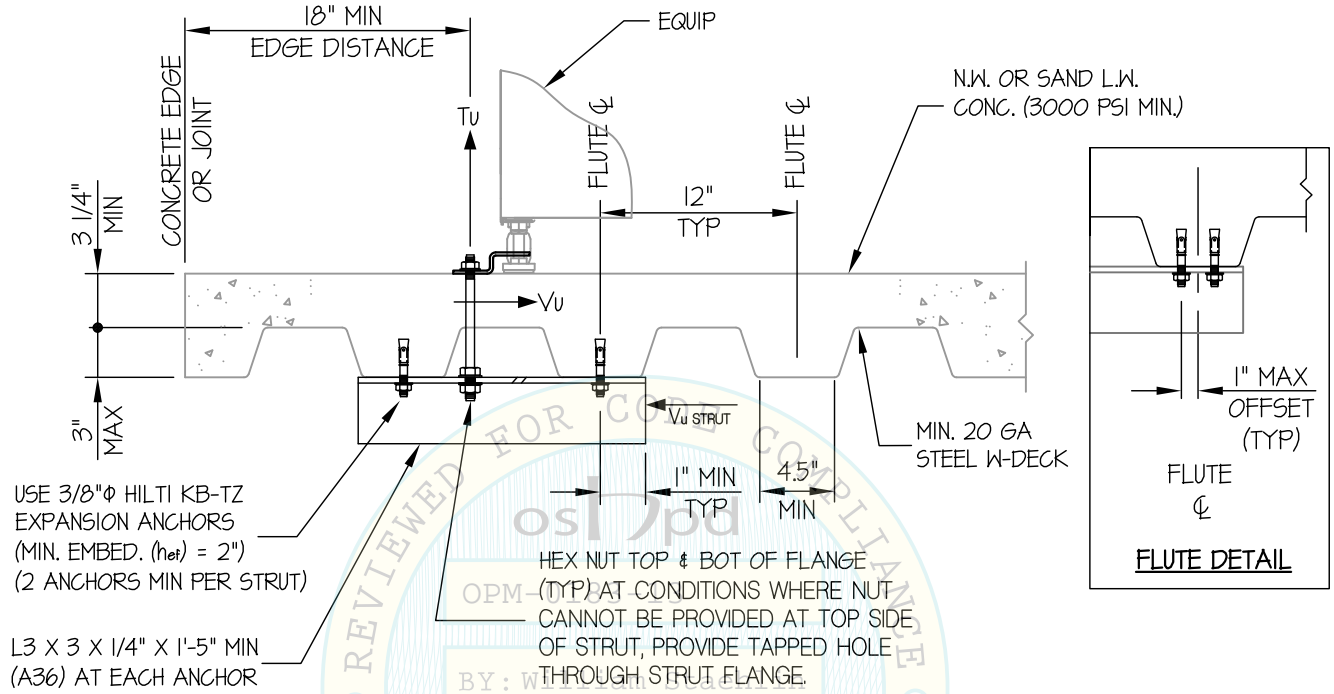 18" MIN
EDGE DISTANCE
EQUIP
CONCRETE EDGE
OR JOINT
Tu
FLUTE ℄
FLUTE ℄
N.W. OR SAND L.W.
CONC. (3000 PSI MIN.)
12"
TYP
3 1/4"
MIN
Vu
3"
MAX
Vu STRUT
MIN. 20 GA
STEEL W-DECK
1" MIN
TYP
4.5"
MIN
USE 3/8"Φ HILTI KB-TZ
EXPANSION ANCHORS
(MIN. EMBED. (hef) = 2")
(2 ANCHORS MIN PER STRUT)
L3 X 3 X 1/4" X 1'-5" MIN
(A36) AT EACH ANCHOR
HEX NUT TOP & BOT OF FLANGE
(TYP) AT CONDITIONS WHERE NUT
CANNOT BE PROVIDED AT TOP SIDE
OF STRUT, PROVIDE TAPPED HOLE
THROUGH STRUT FLANGE.
1" MAX
OFFSET
(TYP)
FLUTE
℄
FLUTE DETAIL
REVIEWED FOR CODE COMPLIANCE
oshpd
BY: William Staehlin